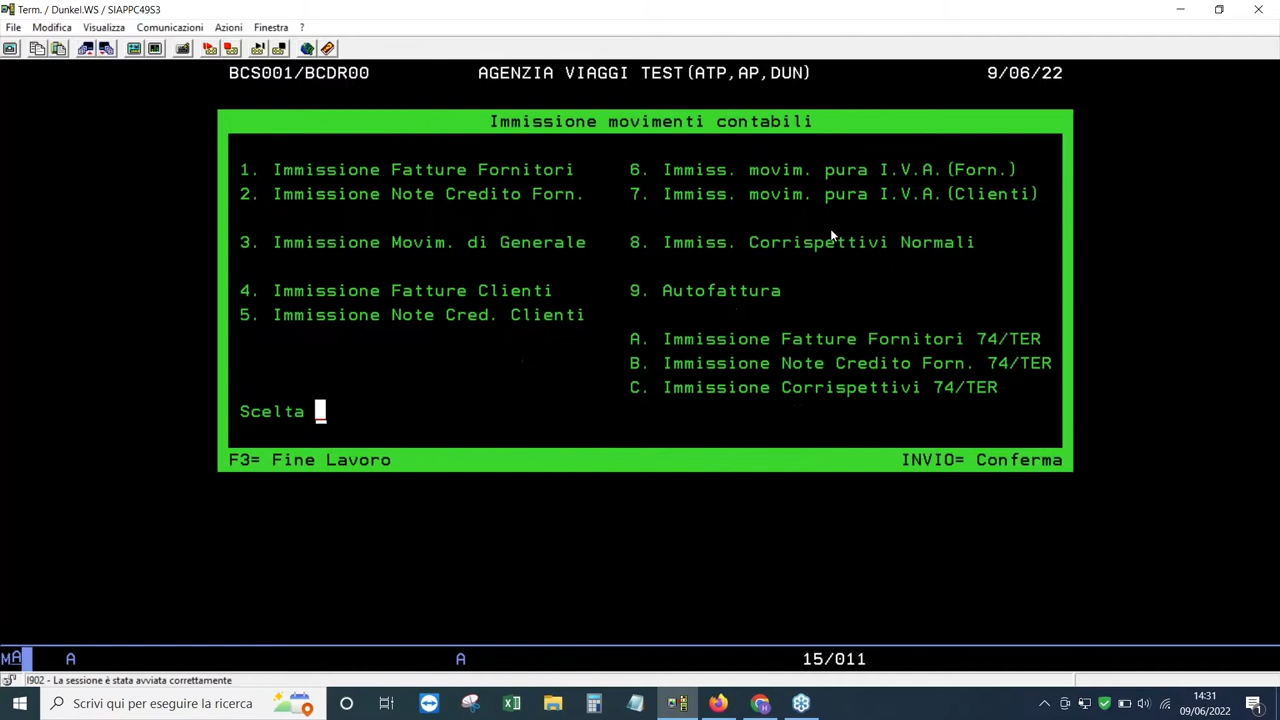 Term. / Dunkel.WS / SIAPPC49S3
File Modifica Visualizza Comunicazioni Azioni Finestra ?
BCS001/BCDR00 AGENZIA VIAGGI TEST(ATP,AP,DUN) 9/06/22
Immissione movimenti contabili
1. Immissione Fatture Fornitori 6. Immiss. movim. pura I.V.A.(Forn.)
2. Immissione Note Credito Forn. 7. Immiss. movim. pura I.V.A.(Clienti)
3. Immissione Movim. di Generale 8. Immiss. Corrispettivi Normali
4. Immissione Fatture Clienti 9. Autofattura
5. Immissione Note Cred. Clienti
A. Immissione Fatture Fornitori 74/TER
B. Immissione Note Credito Forn. 74/TER
C. Immissione Corrispettivi 74/TER
Scelta
F3= Fine Lavoro INVIO= Conferma
MA A A 15/011
I902 - La sessione è stata avviata correttamente
Scrivi qui per eseguire la ricerca
14:31
09/06/2022